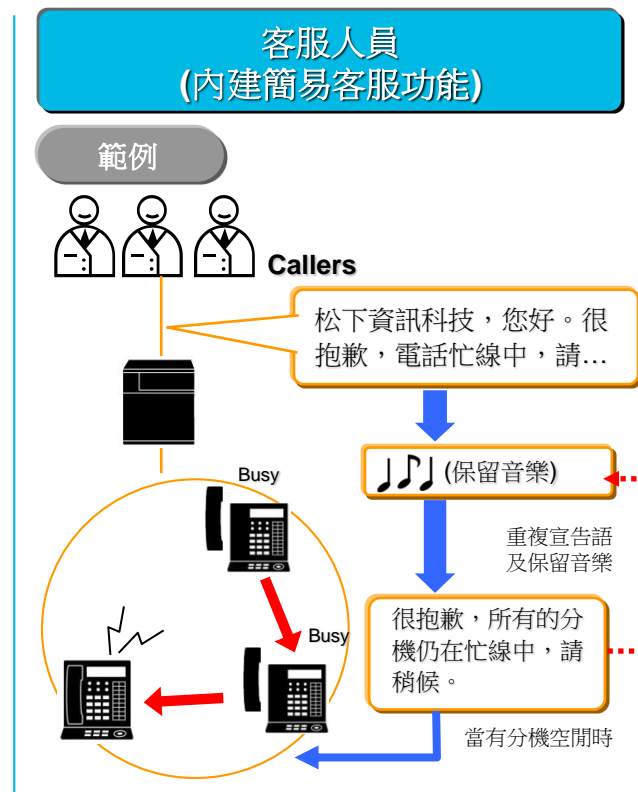 客服人員
(內建簡易客服功能)
範例
Callers
松下資訊科技，您好。很
抱歉，電話忙線中，請...
(保留音樂)
Busy
重複宣告語
及保留音樂
很抱歉，所有的分
機仍在忙線中，請
稍候。
Busy
當有分機空閒時